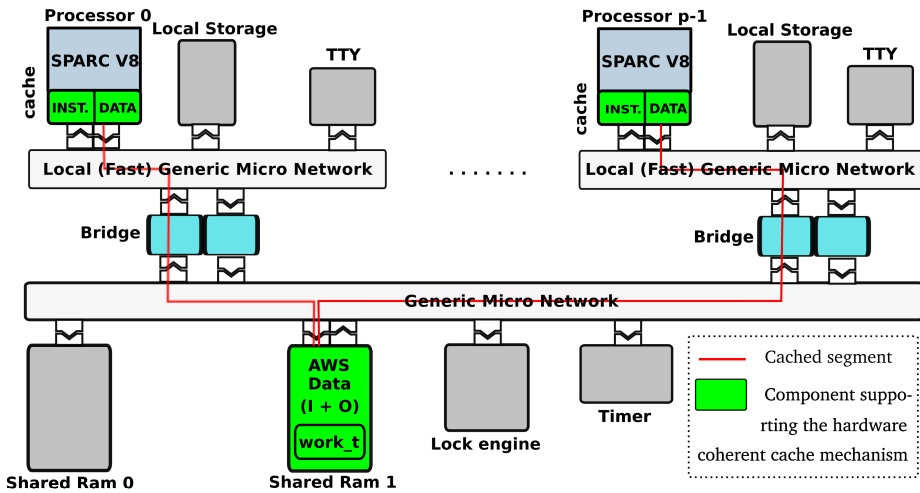 Processor 0
Processor p-1
Local Storage
Local Storage
TTY
TTY
SPARC V8
SPARC V8
cache
cache
INST. DATA
INST. DATA
Local (Fast) Generic Micro Network
. . . . . . .
Local (Fast) Generic Micro Network
Bridge
Bridge
Generic Micro Network
AWS
Data
(I + O)
work_t
Cached segment
Component suppo-
rting the hardware
coherent cache mechanism
Timer
Lock engine
Shared Ram 0
Shared Ram 1